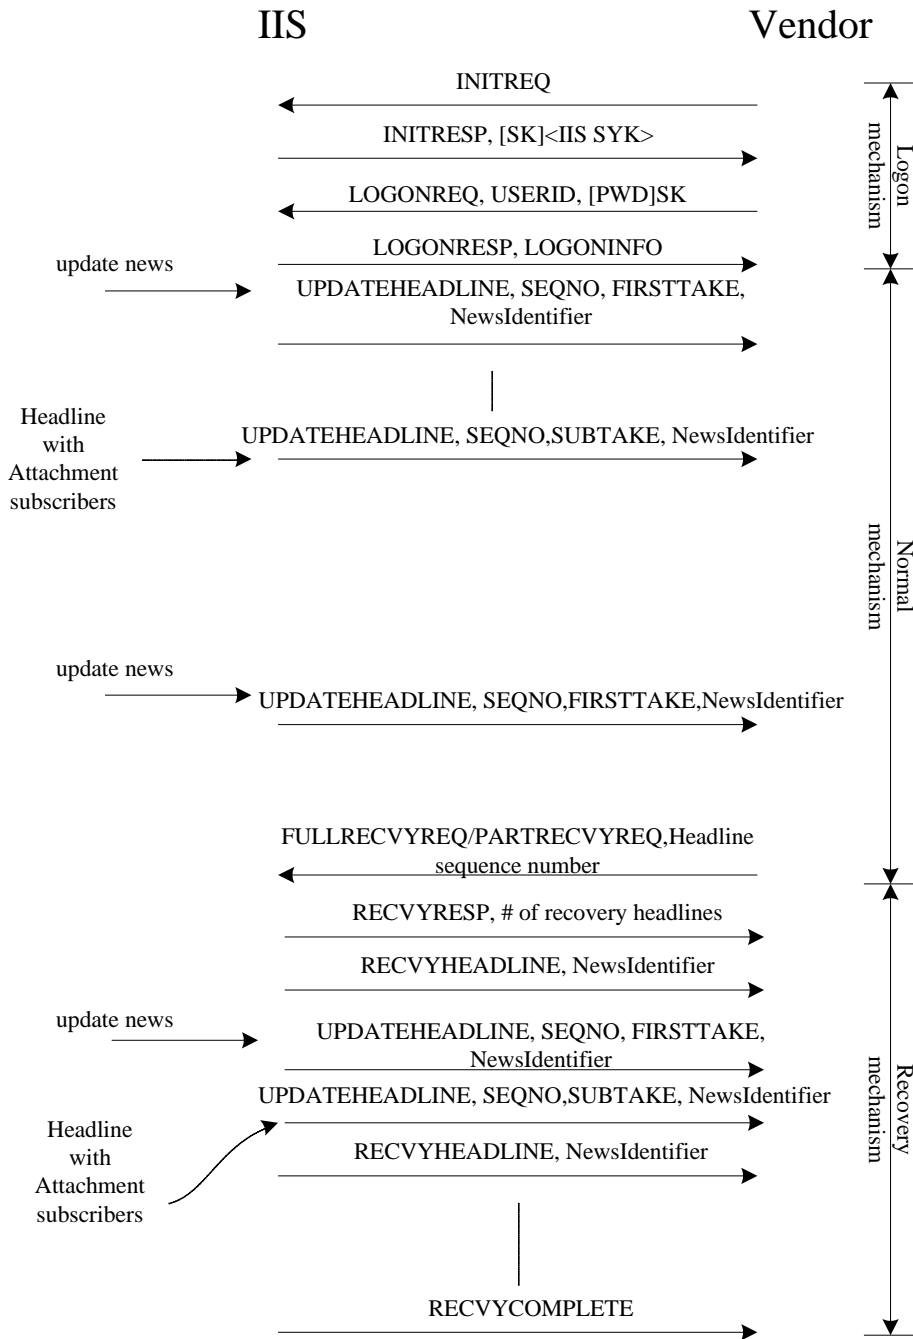 IIS
Vendor
INITREQ
INITRESP, [SK]<IIS SYK>
LOGONREQ, USERID, [PWD]SK
LOGONRESP, LOGONINFO
Logon
mechanism
update news
UPDATEHEADLINE, SEQNO, FIRSTTAKE,
NewsIdentifier
Headline
with
Attachment
subscribers
UPDATEHEADLINE, SEQNO,SUBTAKE, NewsIdentifier
Normal
mechanism
update news
UPDATEHEADLINE, SEQNO,FIRSTTAKE,NewsIdentifier
FULLRECVYREQ/PARTRECVYREQ,Headline
sequence number
RECVYRESP, # of recovery headlines
RECVYHEADLINE, NewsIdentifier
update news
UPDATEHEADLINE, SEQNO, FIRSTTAKE,
NewsIdentifier
UPDATEHEADLINE, SEQNO,SUBTAKE, NewsIdentifier
Recovery
mechanism
Headline
with
Attachment
subscribers
RECVYHEADLINE, NewsIdentifier
RECVYCOMPLETE